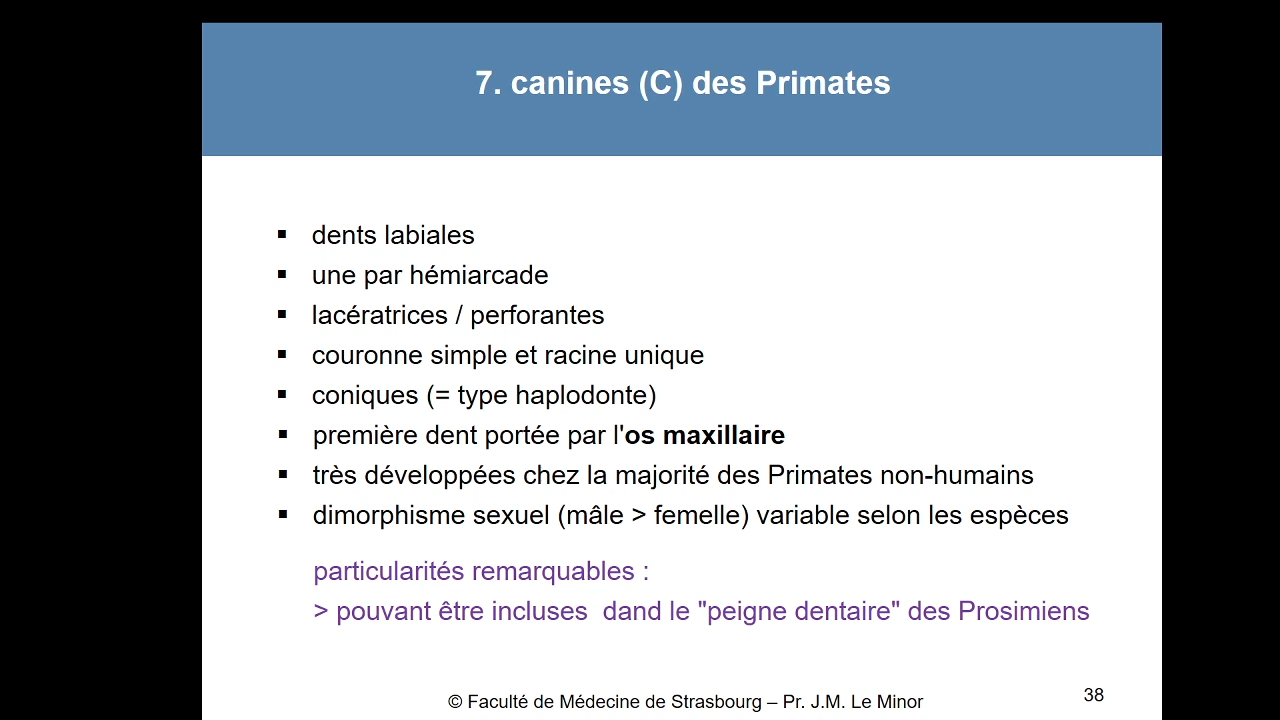 7. canines (C) des Primates
▪ dents labiales
▪ une par hémiarcade
▪ lacératrices / perforantes
▪ couronne simple et racine unique
▪ coniques (= type haplodonte)
▪ première dent portée par l'os maxillaire
▪ très développées chez la majorité des Primates non-humains
▪ dimorphisme sexuel (mâle > femelle) variable selon les espèces
particularités remarquables :
> pouvant être incluses  dand le "peigne dentaire" des Prosimiens
© Faculté de Médecine de Strasbourg – Pr. J.M. Le Minor
38